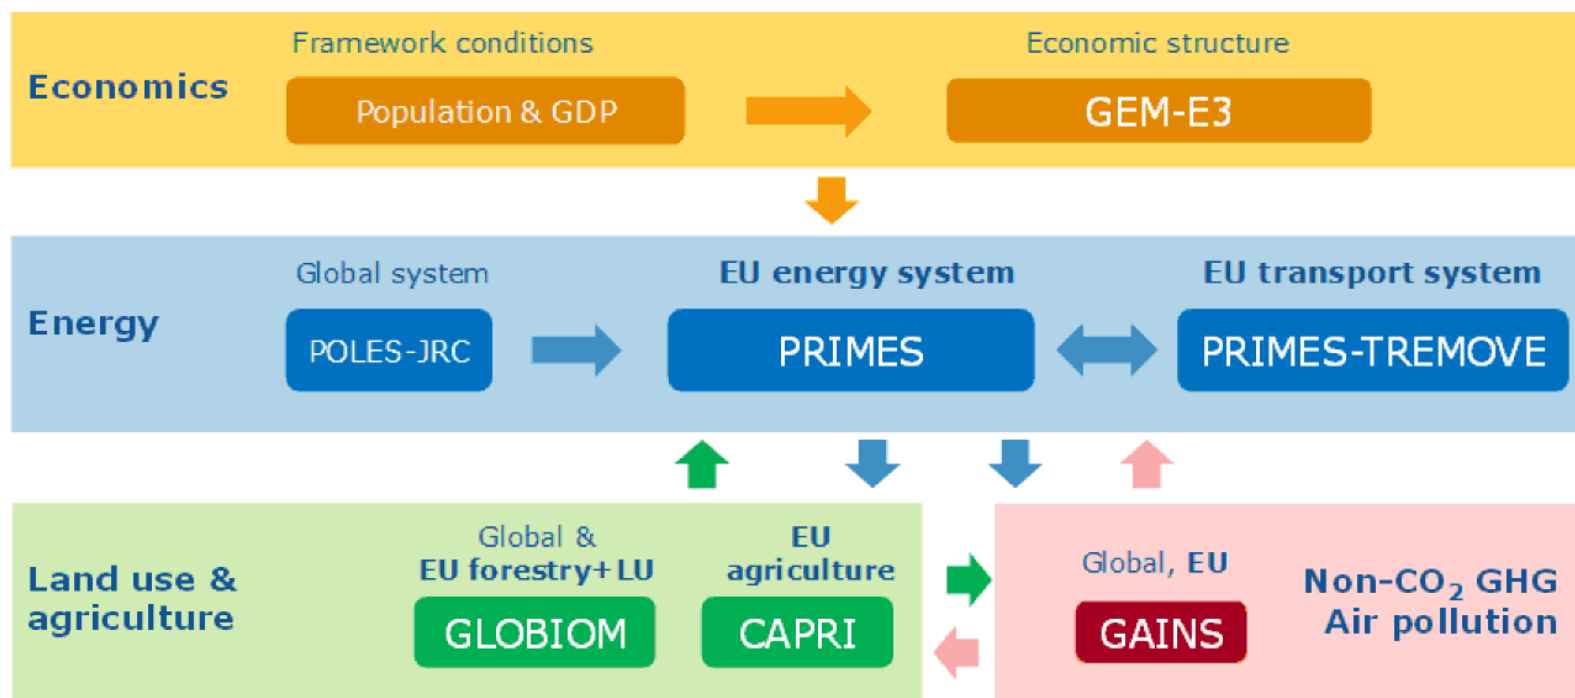 Framework conditions
Economic structure
Economics
Population & GDP
GEM-E3
Global system
EU energy system
EU transport system
Energy
POLES-JRC
PRIMES
PRIMES-TREMOVE
Land use &
agriculture
Global &
EU forestry+LU
GLOBIOM
EU
agriculture
CAPRI
Global, EU
GAINS
Non-CO₂ GHG
Air pollution